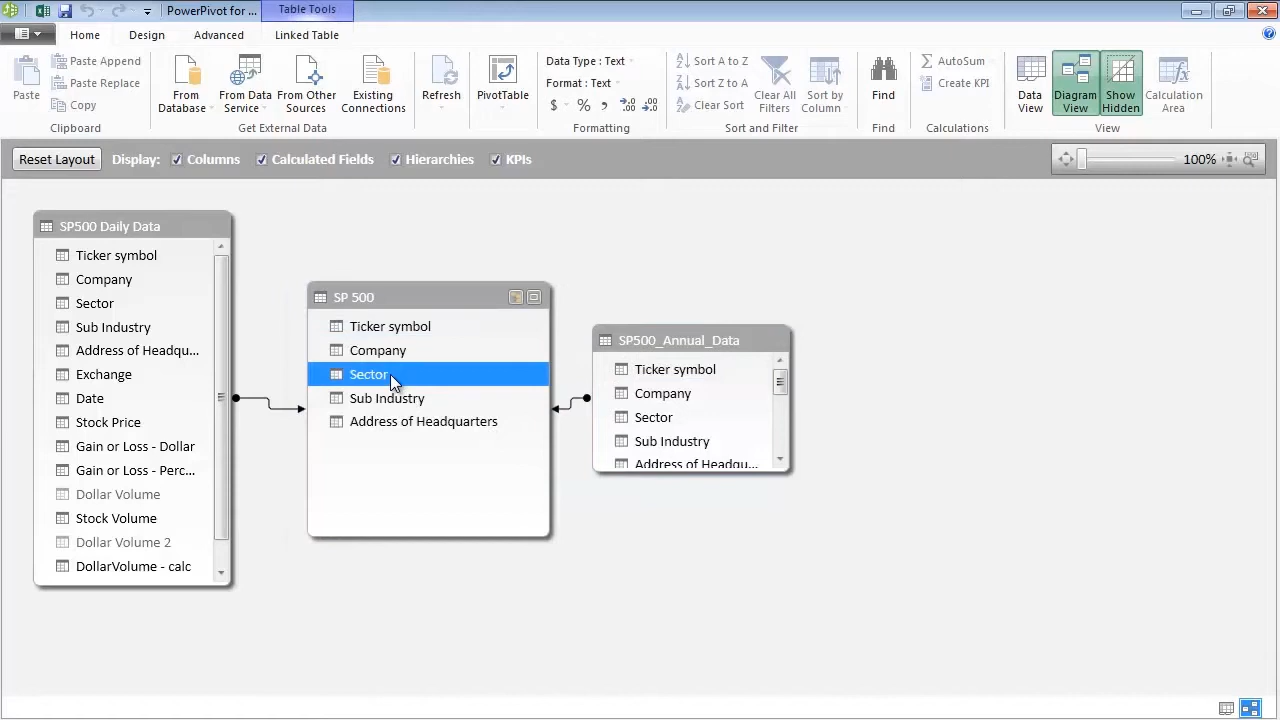 PowerPivot for ...
Table Tools
Home
Design
Advanced
Linked Table
Paste
Paste Append
Paste Replace
Copy
Clipboard
From Database
From Data Service
From Other Sources
Existing Connections
Get External Data
Refresh
PivotTable
Data Type : Text
Format : Text
$ % , .00 .00
Formatting
Sort A to Z
Sort Z to A
Clear Sort
Clear All Filters
Sort by Column
Sort and Filter
Find
Find
AutoSum
Create KPI
Calculations
Data View
Diagram View
Show Hidden
Calculation Area
View
Reset Layout
Display:
Columns
Calculated Fields
Hierarchies
KPIs
100%
SP500 Daily Data
Ticker symbol
Company
Sector
Sub Industry
Address of Headqu...
Exchange
Date
Stock Price
Gain or Loss - Dollar
Gain or Loss - Perc...
Dollar Volume
Stock Volume
Dollar Volume 2
DollarVolume - calc
SP 500
Ticker symbol
Company
Sector
Sub Industry
Address of Headquarters
SP500_Annual_Data
Ticker symbol
Company
Sector
Sub Industry
Address of Headqu...